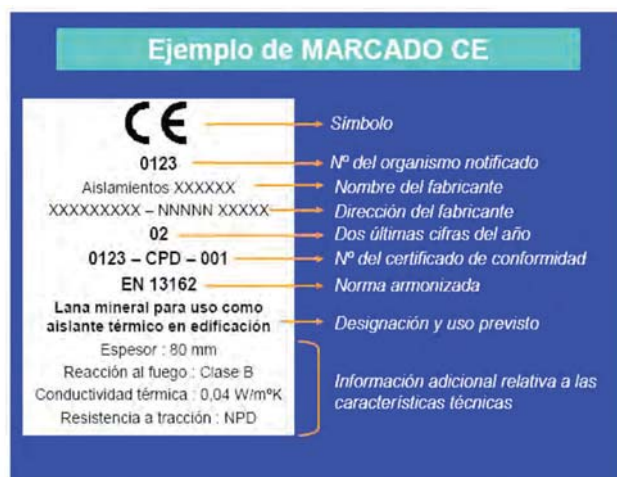 Ejemplo de MARCADO CE
CE
Símbolo
0123
Nº del organismo notificado
Aislamientos XXXXXX
Nombre del fabricante
XXXXXXXXX – NNNNN XXXXX
Dirección del fabricante
02
Dos últimas cifras del año
0123 – CPD – 001
Nº del certificado de conformidad
EN 13162
Norma armonizada
Lana mineral para uso como
aislante térmico en edificación
Designación y uso previsto
Espesor : 80 mm
Reacción al fuego : Clase B
Conductividad térmica : 0,04 W/mºK
Resistencia a tracción : NPD
Información adicional relativa a las
características técnicas